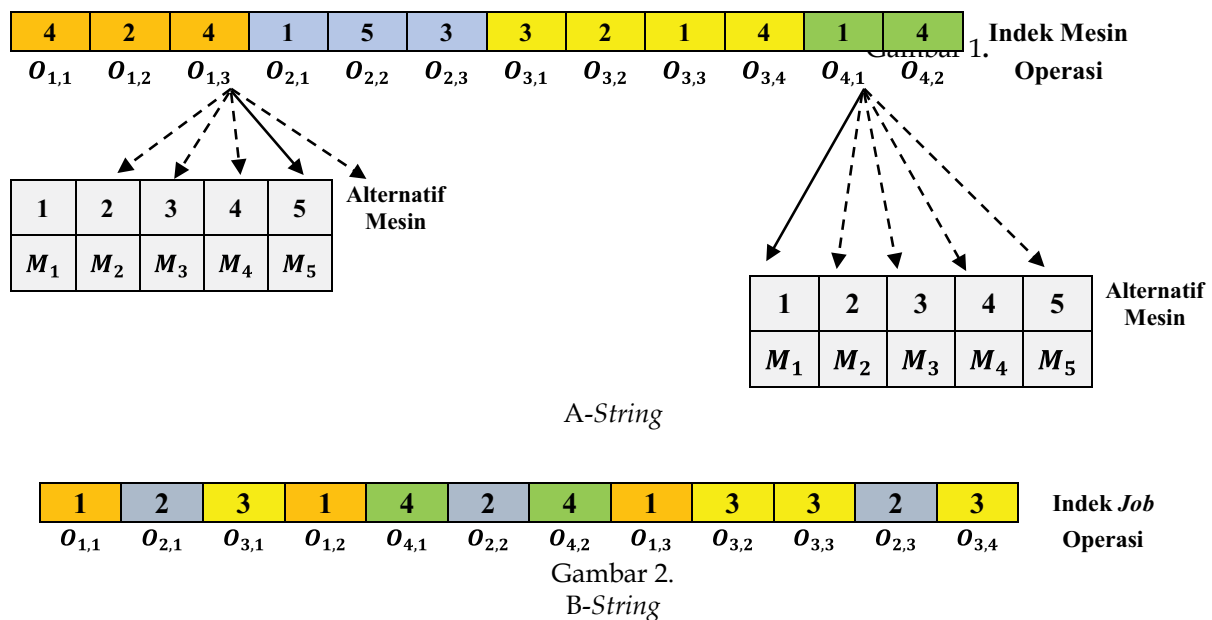 4 2 4 1 5 3 3 2 1 4 1 4 Indek Mesin
Gambar 1.
O1,1 O1,2 O1,3 O2,1 O2,2 O2,3 O3,1 O3,2 O3,3 O3,4 O4,1 O4,2 Operasi
1 2 3 4 5 Alternatif
Mesin
M1 M2 M3 M4 M5
1 2 3 4 5 Alternatif
Mesin
M1 M2 M3 M4 M5
A-String
1 2 3 1 4 2 4 1 3 3 2 3 Indek Job
O1,1 O2,1 O3,1 O1,2 O4,1 O2,2 O4,2 O1,3 O3,2 O3,3 O2,3 O3,4 Operasi
Gambar 2.
B-String